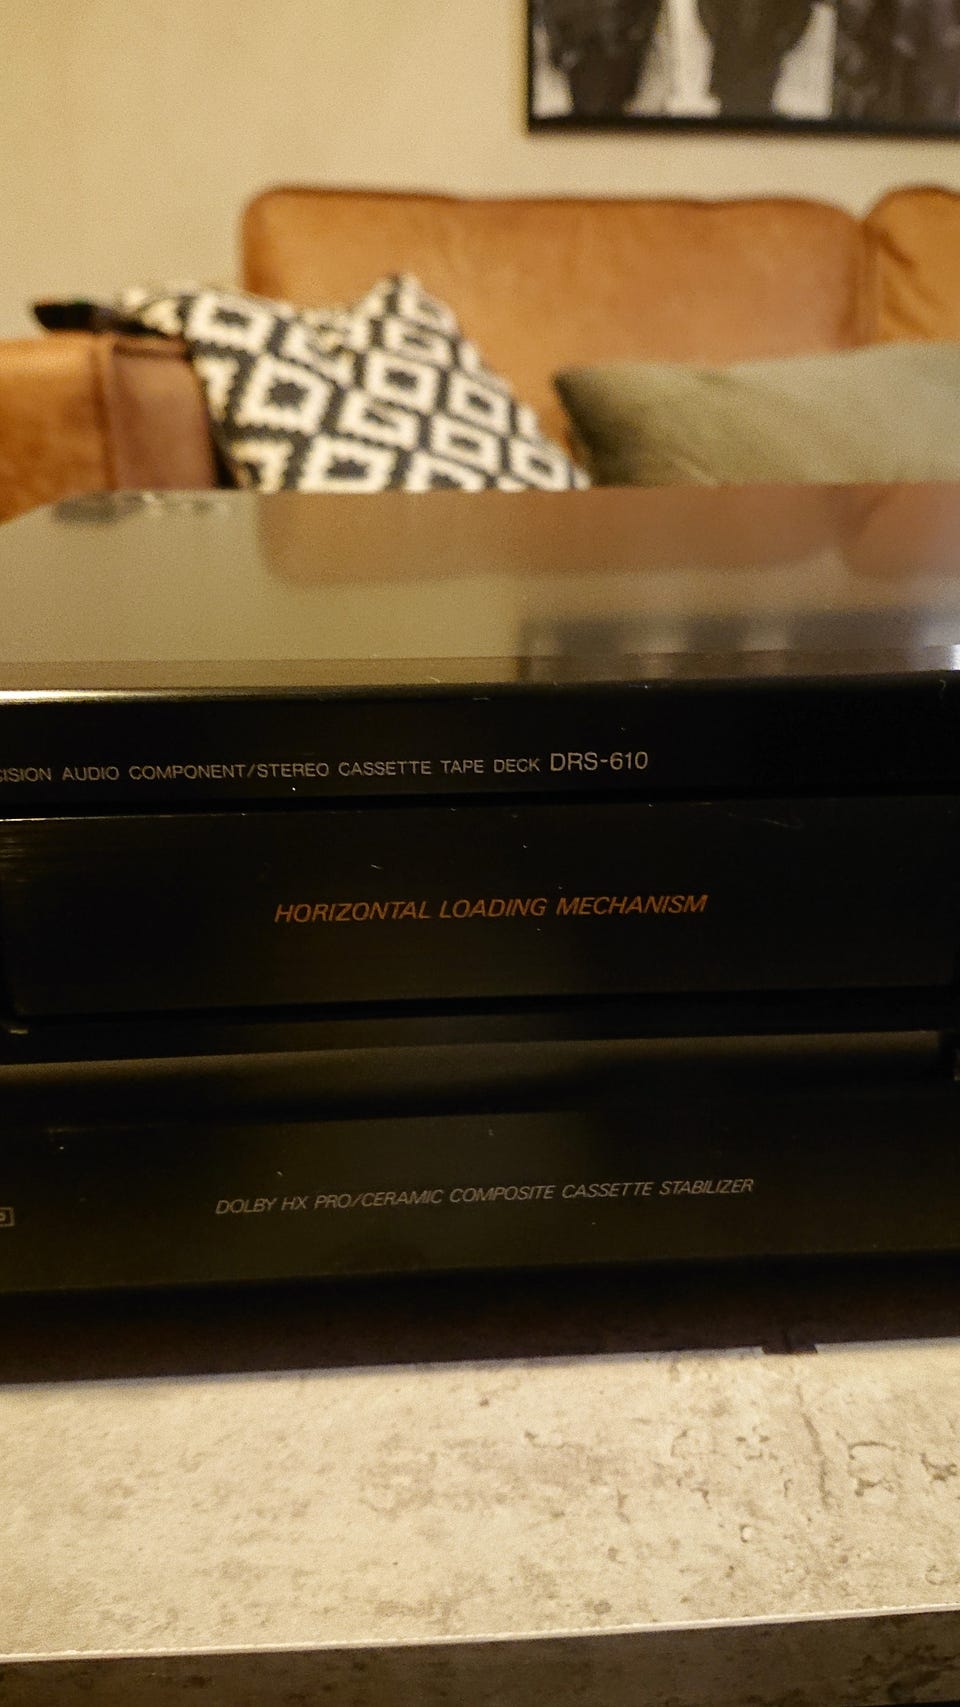 AUDIO COMPONENT/STEREO CASSETTE TAPE DECK DRS-610
HORIZONTAL LOADING MECHANISM
DOLBY HX PRO/CERAMIC COMPOSITE CASSETTE STABILIZER